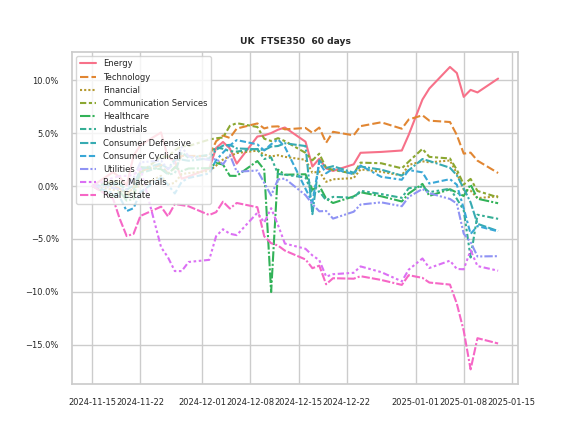 UK  FTSE350  60 days
Energy
Technology
Financial
Communication Services
Healthcare
Industrials
Consumer Defensive
Consumer Cyclical
Utilities
Basic Materials
Real Estate
10.0%
5.0%
0.0%
−5.0%
−10.0%
−15.0%
2024-11-15 2024-11-22 2024-12-01 2024-12-08 2024-12-15 2024-12-22 2025-01-01 2025-01-08 2025-01-15